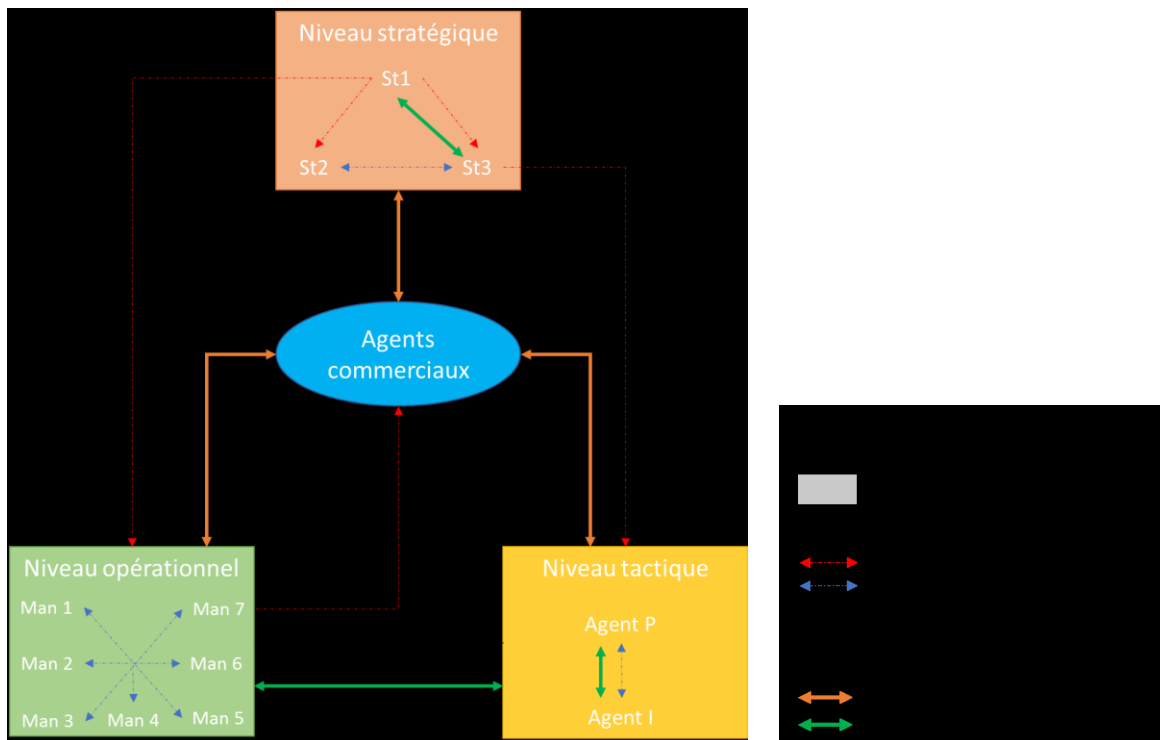 Niveau stratégique
St1
St2
St3
Agents
commerciaux
Niveau opérationnel
Man 1
Man 7
Man 2
Man 6
Man 3
Man 4
Man 5
Niveau tactique
Agent P
Agent I